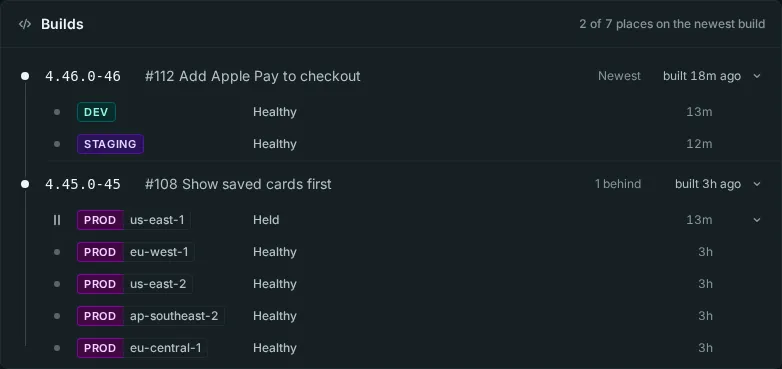 Builds 2 of 7 places on the newest build
4.46.0-46 #112 Add Apple Pay to checkout Newest built 18m ago
DEV Healthy 13m
STAGING Healthy 12m
4.45.0-45 #108 Show saved cards first 1 behind built 3h ago
PROD us-east-1 Held 13m
PROD eu-west-1 Healthy 3h
PROD us-east-2 Healthy 3h
PROD ap-southeast-2 Healthy 3h
PROD eu-central-1 Healthy 3h